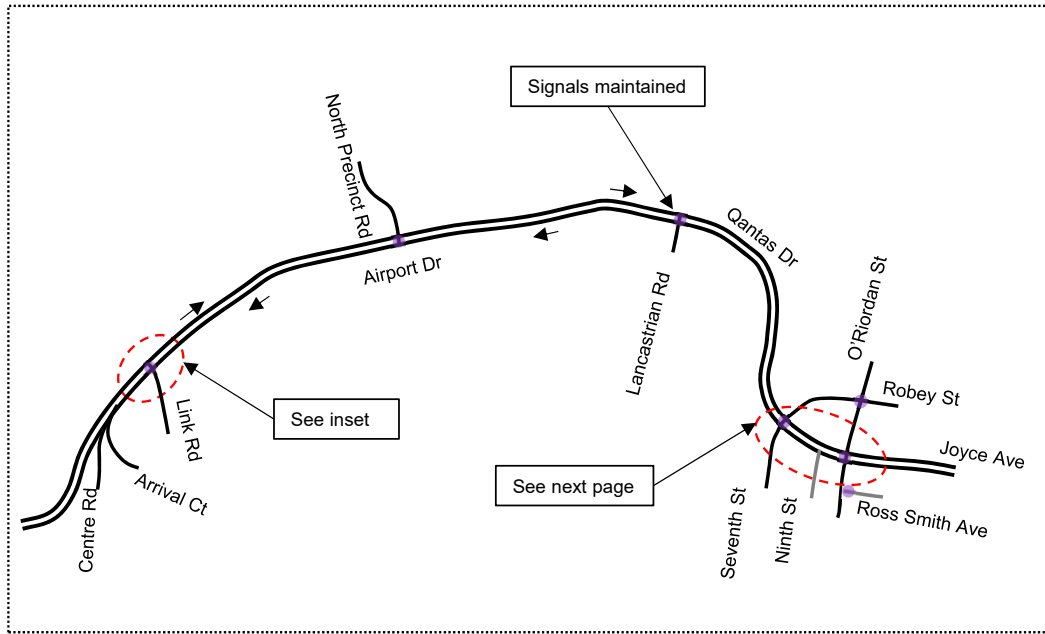 Signals maintained
North Precinct Rd
Qantas Dr
Airport Dr
O'Riordan St
Lancastrian Rd
Robey St
See inset
Link Rd
Joyce Ave
See next page
Arrival Ct
Centre Rd
Seventh St
Ninth St
Ross Smith Ave